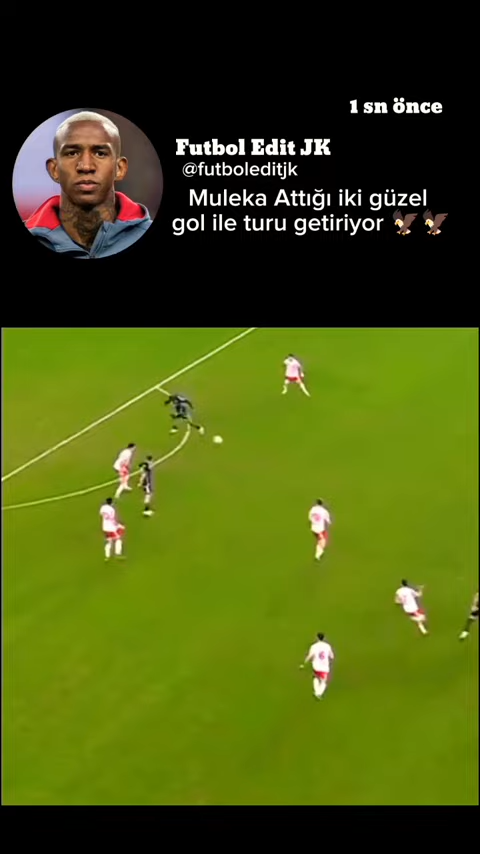 1 sn önce
Futbol Edit JK
@futboleditjk
Muleka Attığı iki güzel
gol ile turu getiriyor 🦅🦅